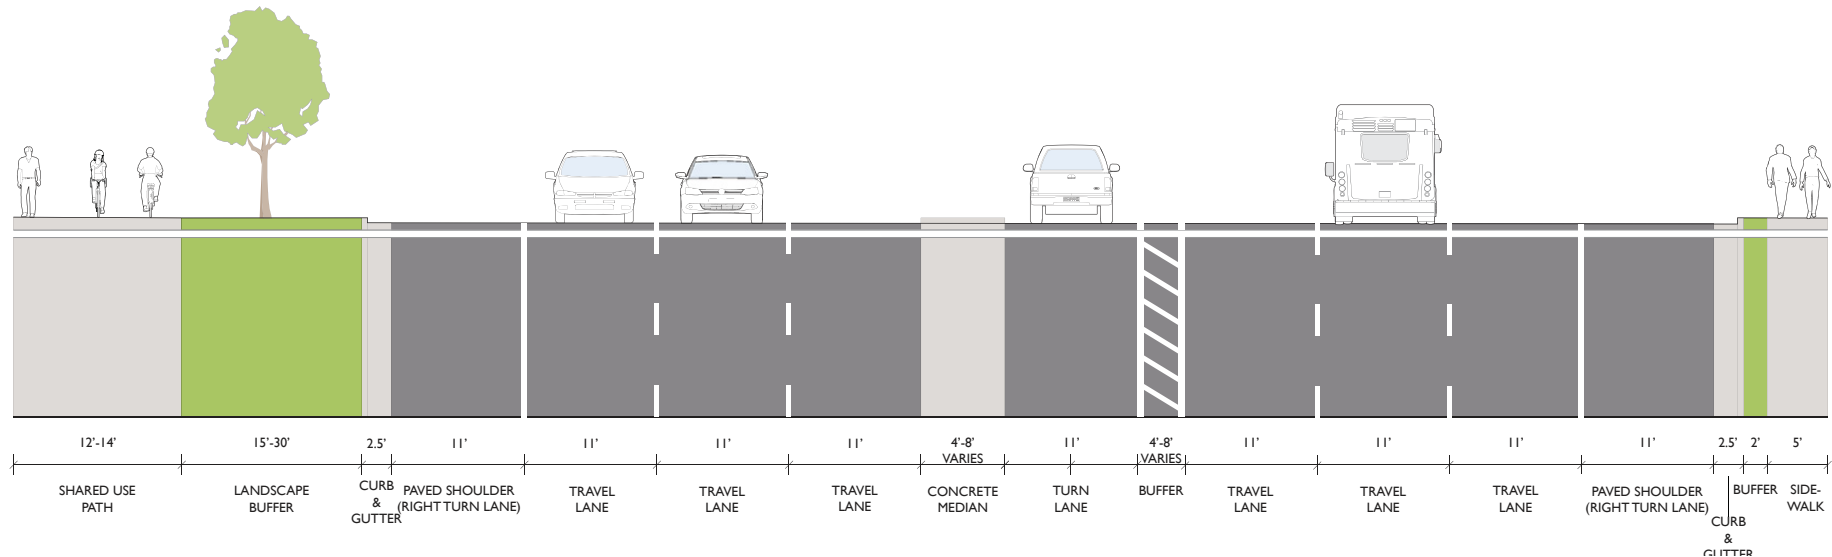 12'-14'
15'-30'
2.5'
11'
11'
11'
11'
4'-8'
VARIES
11'
4'-8'
VARIES
11'
11'
11'
11'
2.5'
2'
5'
SHARED USE
PATH
LANDSCAPE
BUFFER
CURB
&
GUTTER
PAVED SHOULDER
(RIGHT TURN LANE)
TRAVEL
LANE
TRAVEL
LANE
TRAVEL
LANE
CONCRETE
MEDIAN
TURN
LANE
BUFFER
TRAVEL
LANE
TRAVEL
LANE
TRAVEL
LANE
PAVED SHOULDER
(RIGHT TURN LANE)
CURB
&
GUTTER
BUFFER
SIDE-
WALK